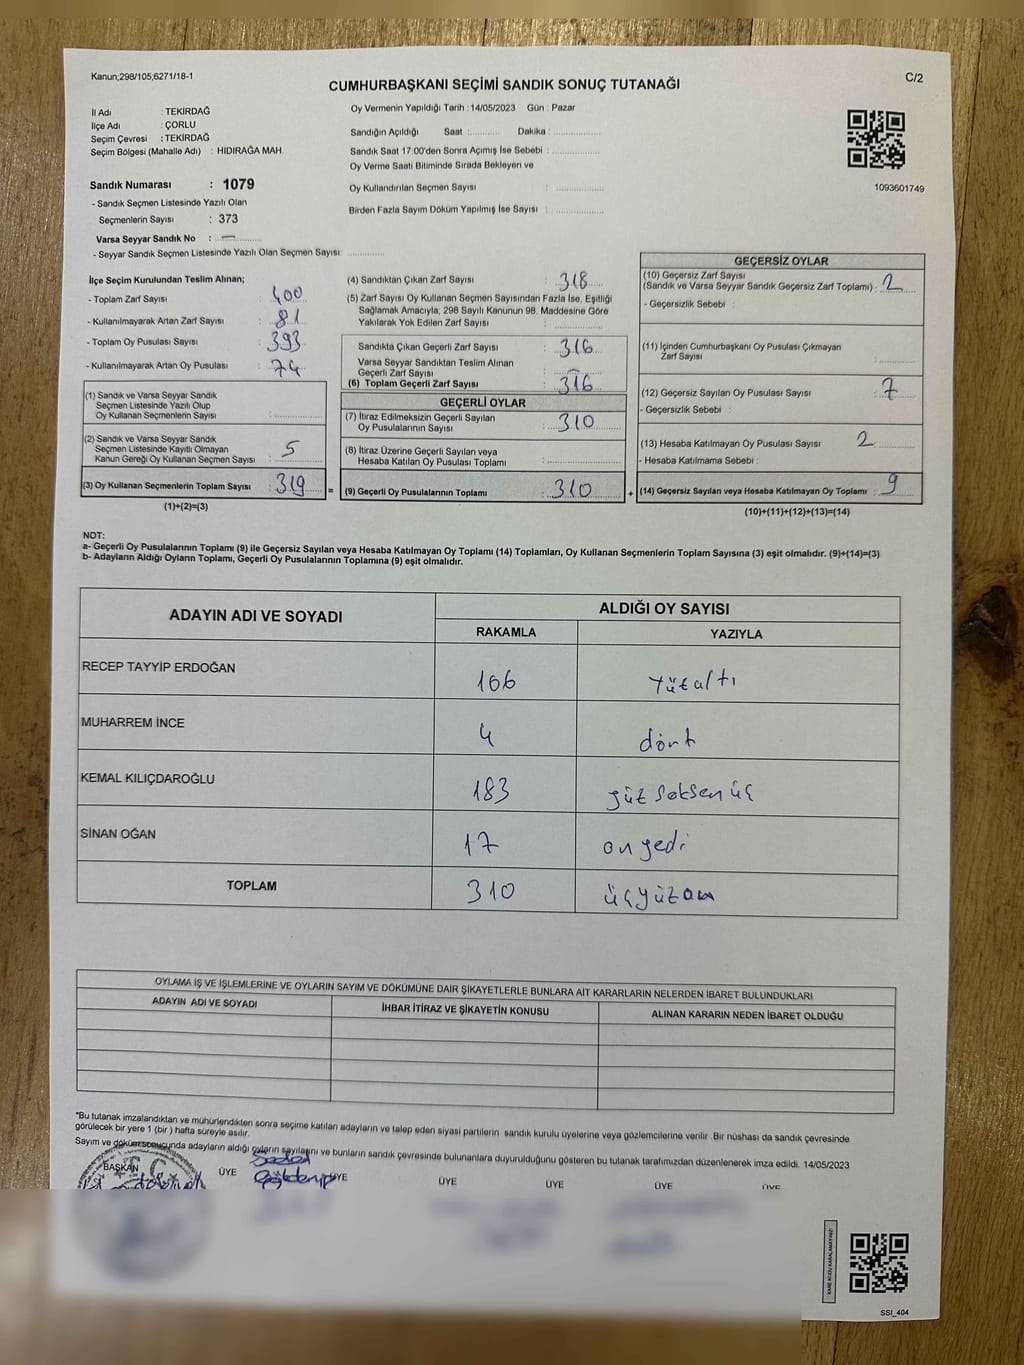 Kanun;298/105,6271/18-1
C/2
CUMHURBAŞKANI SEÇİMİ SANDIK SONUÇ TUTANAĞI
İl Adı : TEKİRDAĞ
İlçe Adı : ÇORLU
Seçim Çevresi : TEKİRDAĞ
Seçim Bölgesi (Mahalle Adı) : HIDIRAĞA MAH.
Oy Vermenin Yapıldığı Tarih : 14/05/2023 Gün : Pazar
Sandığın Açıldığı Saat :.......... Dakika :....................
Sandık Saat 17:00'den Sonra Açımış İse Sebebi :....................
Oy Verme Saati Bitiminde Sırada Bekleyen ve
Oy Kullandırılan Seçmen Sayısı :....................
Birden Fazla Sayım Döküm Yapılmış İse Sayısı :....................
1093601749
Sandık Numarası : 1079
- Sandık Seçmen Listesinde Yazılı Olan
Seçmenlerin Sayısı : 373
Varsa Seyyar Sandık No : —
- Seyyar Sandık Seçmen Listesinde Yazılı Olan Seçmen Sayısı: ..............
İlçe Seçim Kurulundan Teslim Alınan;
- Toplam Zarf Sayısı : 400
- Kullanılmayarak Artan Zarf Sayısı : 81
- Toplam Oy Pusulası Sayısı : 393
- Kullanılmayarak Artan Oy Pusulası : 74
(1) Sandık ve Varsa Seyyar Sandık
Seçmen Listesinde Yazılı Olup
Oy Kullanan Seçmenlerin Sayısı :..............
(2) Sandık ve Varsa Seyyar Sandık
Seçmen Listesinde Kayıtlı Olmayan
Kanun Gereği Oy Kullanan Seçmen Sayısı : 5
(3) Oy Kullanan Seçmenlerin Toplam Sayısı : 319 =
(1)+(2)=(3)
(4) Sandıktan Çıkan Zarf Sayısı : 318
(5) Zarf Sayısı Oy Kullanan Seçmen Sayısından Fazla İse, Eşitliği
Sağlamak Amacıyla; 298 Sayılı Kanunun 98. Maddesine Göre
Yakılarak Yok Edilen Zarf Sayısı :..............
Sandıkta Çıkan Geçerli Zarf Sayısı : 316
Varsa Seyyar Sandıktan Teslim Alınan
Geçerli Zarf Sayısı : —
(6) Toplam Geçerli Zarf Sayısı : 316
GEÇERLİ OYLAR
(7) İtiraz Edilmeksizin Geçerli Sayılan
Oy Pusulalarının Sayısı : 310
(8) İtiraz Üzerine Geçerli Sayılan veya
Hesaba Katılan Oy Pusulası Toplamı :..............
(9) Geçerli Oy Pusulalarının Toplamı : 310 +
GEÇERSİZ OYLAR
(10) Geçersiz Zarf Sayısı
(Sandık ve Varsa Seyyar Sandık Geçersiz Zarf Toplamı) : 2
- Geçersizlik Sebebi :
(11) İçinden Cumhurbaşkanı Oy Pusulası Çıkmayan
Zarf Sayısı :..............
(12) Geçersiz Sayılan Oy Pusulası Sayısı : 7
- Geçersizlik Sebebi :
(13) Hesaba Katılmayan Oy Pusulası Sayısı : 2
- Hesaba Katılmama Sebebi :
(14) Geçersiz Sayılan veya Hesaba Katılmayan Oy Toplamı : 9
(10)+(11)+(12)+(13)=(14)
NOT:
a- Geçerli Oy Pusulalarının Toplamı (9) ile Geçersiz Sayılan veya Hesaba Katılmayan Oy Toplamı (14) Toplamları, Oy Kullanan Seçmenlerin Toplam Sayısına (3) eşit olmalıdır. (9)+(14)=(3)
b- Adayların Aldığı Oyların Toplamı, Geçerli Oy Pusulalarının Toplamına (9) eşit olmalıdır.
ADAYIN ADI VE SOYADI ALDIĞI OY SAYISI
RAKAMLA YAZIYLA
RECEP TAYYİP ERDOĞAN 106 Yüzaltı
MUHARREM İNCE 4 dört
KEMAL KILIÇDAROĞLU 183 yüz seksen üç
SİNAN OĞAN 17 on yedi
TOPLAM 310 üçyüzon
OYLAMA İŞ VE İŞLEMLERİNE VE OYLARIN SAYIM VE DÖKÜMÜNE DAİR ŞİKAYETLERLE BUNLARA AİT KARARLARIN NELERDEN İBARET BULUNDUKLARI
ADAYIN ADI VE SOYADI İHBAR İTİRAZ VE ŞİKAYETİN KONUSU ALINAN KARARIN NEDEN İBARET OLDUĞU
*Bu tutanak imzalandıktan ve mühürlendikten sonra seçime katılan adayların ve talep eden siyasi partilerin sandık kurulu üyelerine veya gözlemcilerine verilir. Bir nüshası da sandık çevresinde
görülecek bir yere 1 (bir) hafta süreyle asılır.
Sayım ve döküm sonucunda adayların aldığı oyların sayılarını ve bunların sandık çevresinde bulunanlara duyurulduğunu gösteren bu tutanak tarafımızdan düzenlenerek imza edildi. 14/05/2023
BAŞKAN ÜYE ÜYE ÜYE ÜYE ÜYE ÜYE
KARE KODU KARALAMAYINIZ!
SSI_404